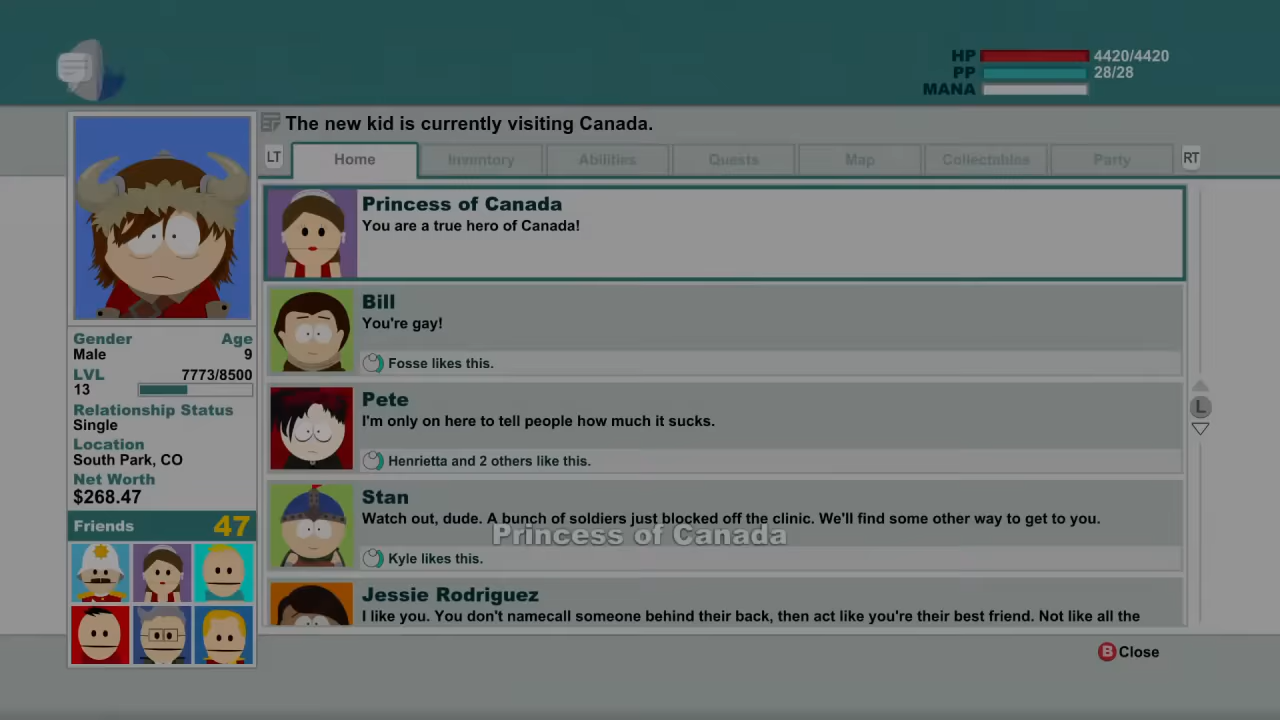 HP 4420/4420
PP 28/28
MANA
The new kid is currently visiting Canada.
LT Home Inventory Abilities Quests Map Collectables Party RT
Princess of Canada
You are a true hero of Canada!
Bill
You're gay!
Fosse likes this.
Pete
I'm only on here to tell people how much it sucks.
Henrietta and 2 others like this.
Stan
Watch out, dude. A bunch of soldiers just blocked off the clinic. We'll find some other way to get to you.
Princess of Canada
Kyle likes this.
Jessie Rodriguez
I like you. You don't namecall someone behind their back, then act like you're their best friend. Not like all the
Gender Age
Male 9
LVL 7773/8500
13
Relationship Status
Single
Location
South Park, CO
Net Worth
$268.47
Friends 47
L
B Close